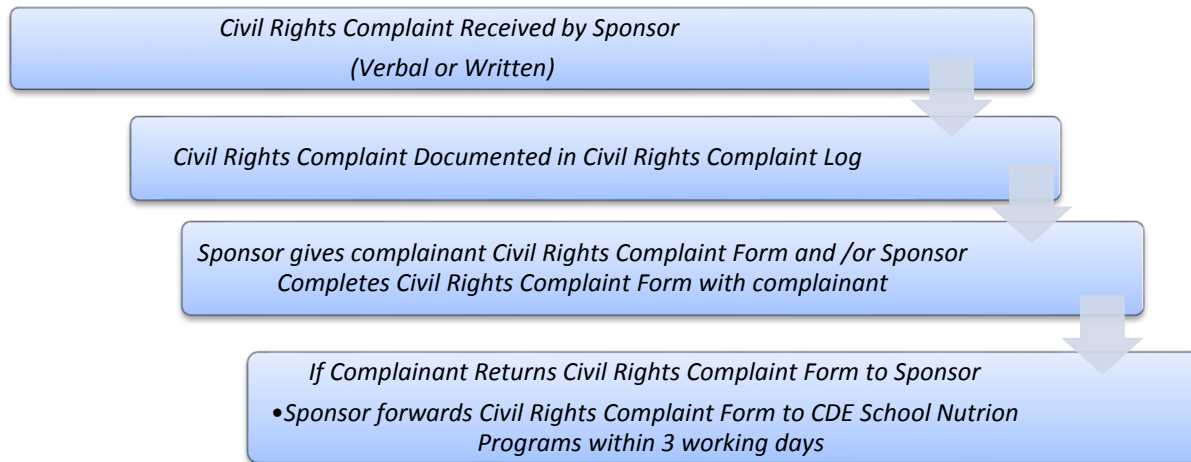 Civil Rights Complaint Received by Sponsor
(Verbal or Written)
Civil Rights Complaint Documented in Civil Rights Complaint Log
Sponsor gives complainant Civil Rights Complaint Form and /or Sponsor
Completes Civil Rights Complaint Form with complainant
If Complainant Returns Civil Rights Complaint Form to Sponsor
•Sponsor forwards Civil Rights Complaint Form to CDE School Nutrion
Programs within 3 working days